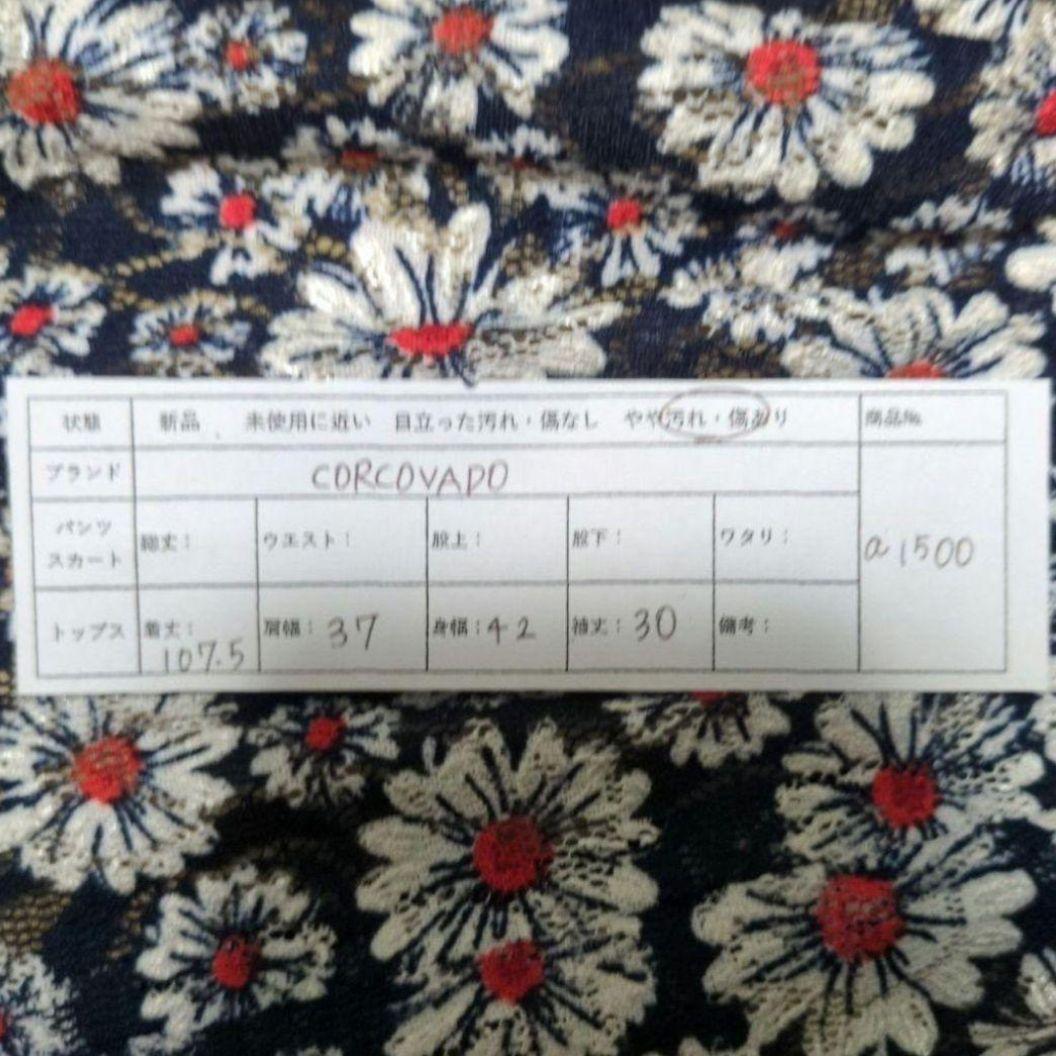 状態 新品 未使用に近い 目立った汚れ・傷なし やや汚れ・傷あり 商品№
ブランド CORCOVADO
パンツ スカート 総丈： ウエスト： 股上： 股下： ワタリ： a1500
トップス 着丈：107.5 肩幅：37 身幅：42 袖丈：30 備考：